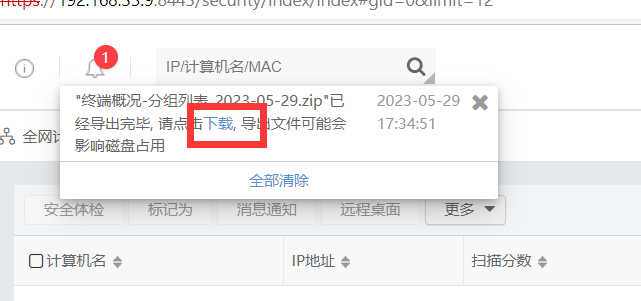 https://192.168.55.9:8443/security/index/index#gid=0&limit=12
1
IP/计算机名/MAC
"终端概况-分组列表_2023-05-29.zip"已
经导出完毕, 请点击下载, 导出文件可能会
影响磁盘占用
2023-05-29
17:34:51
全部清除
全网计
安全体检
标记为
消息通知
远程桌面
更多
计算机名
IP地址
扫描分数